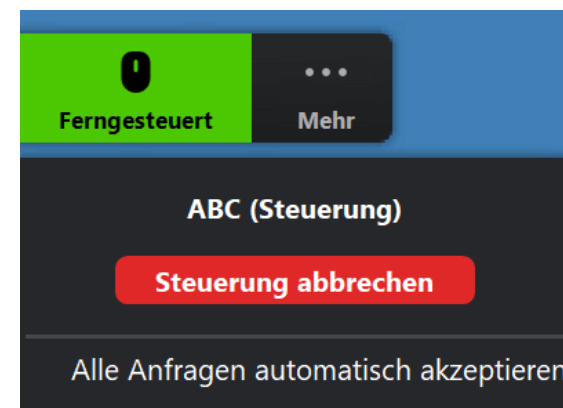 Ferngesteuert
Mehr
ABC (Steuerung)
Steuerung abbrechen
Alle Anfragen automatisch akzeptieren